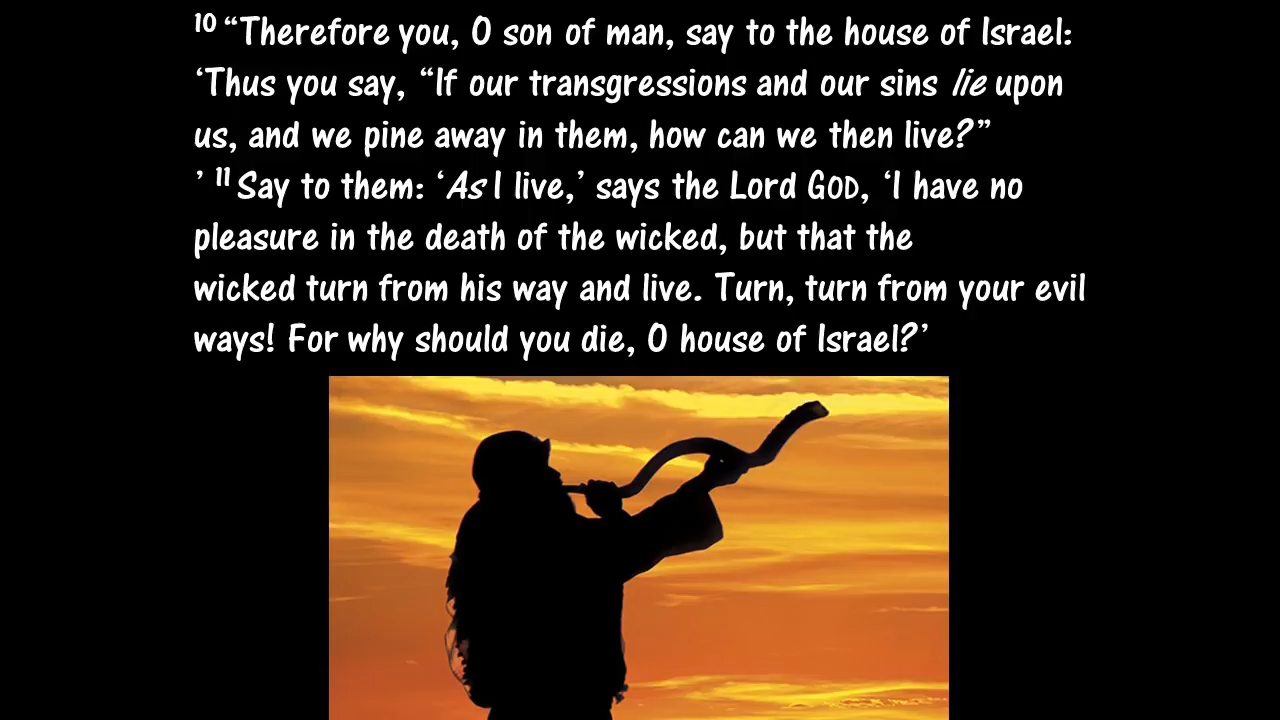 10 “Therefore you, O son of man, say to the house of Israel:
‘Thus you say, “If our transgressions and our sins lie upon
us, and we pine away in them, how can we then live?”
’ 11 Say to them: ‘As I live,’ says the Lord GOD, ‘I have no
pleasure in the death of the wicked, but that the
wicked turn from his way and live. Turn, turn from your evil
ways! For why should you die, O house of Israel?’